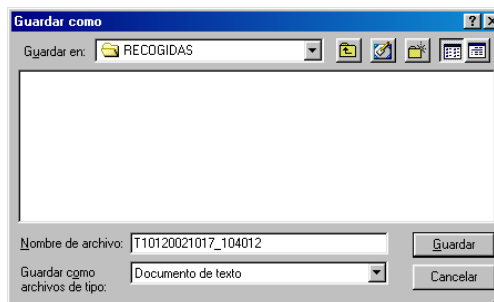 Guardar como
Guardar en: RECOGIDAS
Nombre de archivo: T10120021017_104012 Guardar
Guardar como archivos de tipo: Documento de texto Cancelar